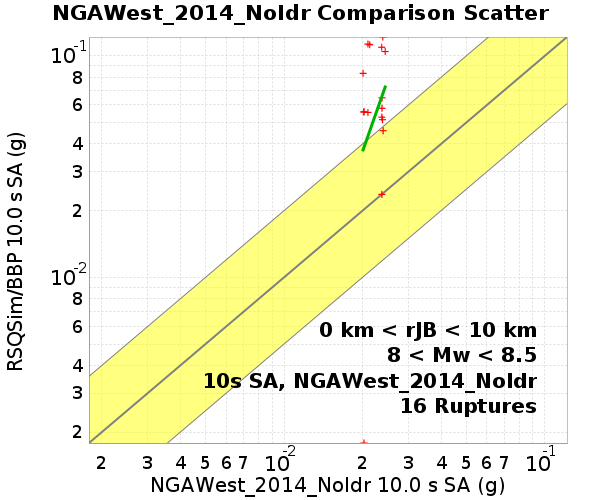 NGAWest_2014_NoIdr Comparison Scatter
RSQSim/BBP 10.0 s SA (g)
10-1
8
6
4
3
2
10-2
8
6
4
3
2
0 km < rJB < 10 km
8 < Mw < 8.5
10s SA, NGAWest_2014_NoIdr
16 Ruptures
2 3 4 5 6 7 10-2 2 3 4 5 6 7 10-1
NGAWest_2014_NoIdr 10.0 s SA (g)